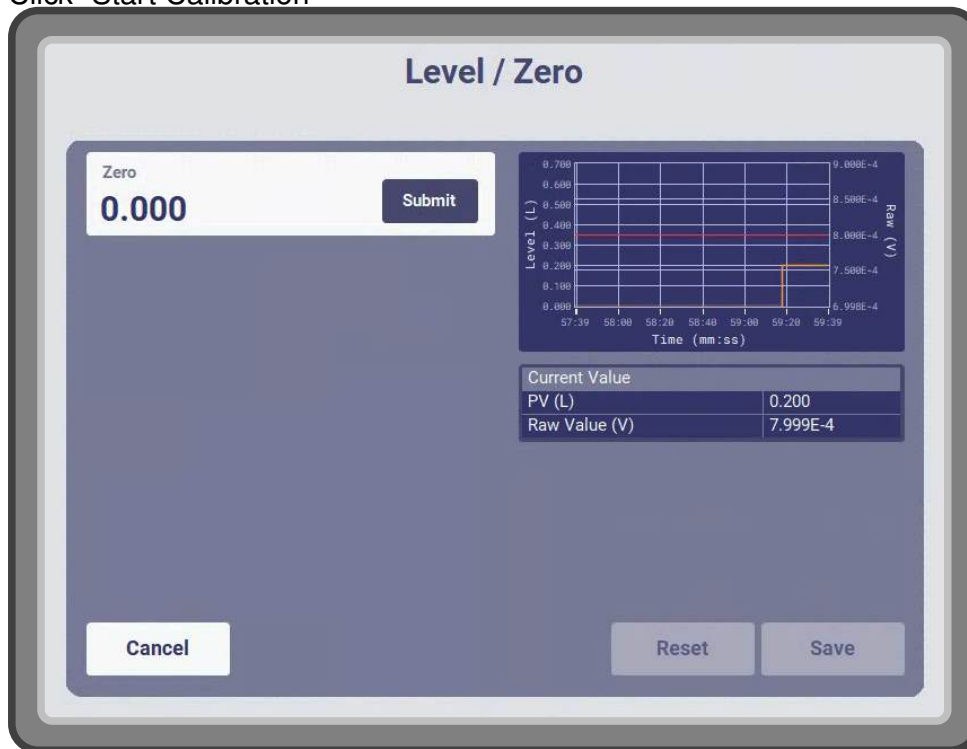 Click "Start Calibration"
Level / Zero
Zero
0.000
Submit
0.700
0.600
0.500
0.400
0.300
0.200
0.100
0.000
Level (L)
9.000E-4
8.500E-4
8.000E-4
7.500E-4
6.998E-4
Raw (V)
57:39 58:00 58:20 58:40 59:00 59:20 59:39
Time (mm:ss)
Current Value
PV (L) 0.200
Raw Value (V) 7.999E-4
Cancel
Reset
Save